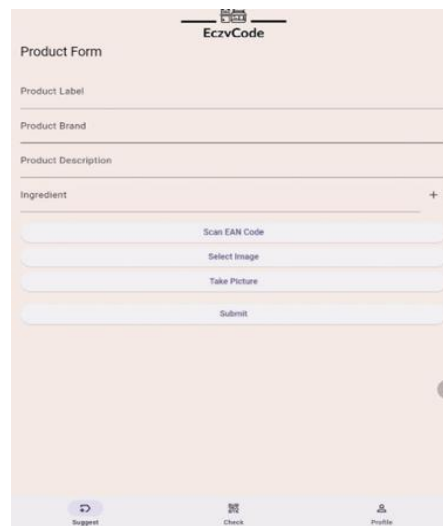 EczvCode
Product Form
Product Label
Product Brand
Product Description
Ingredient +
Scan EAN Code
Select Image
Take Picture
Submit
Suggest Check Profile